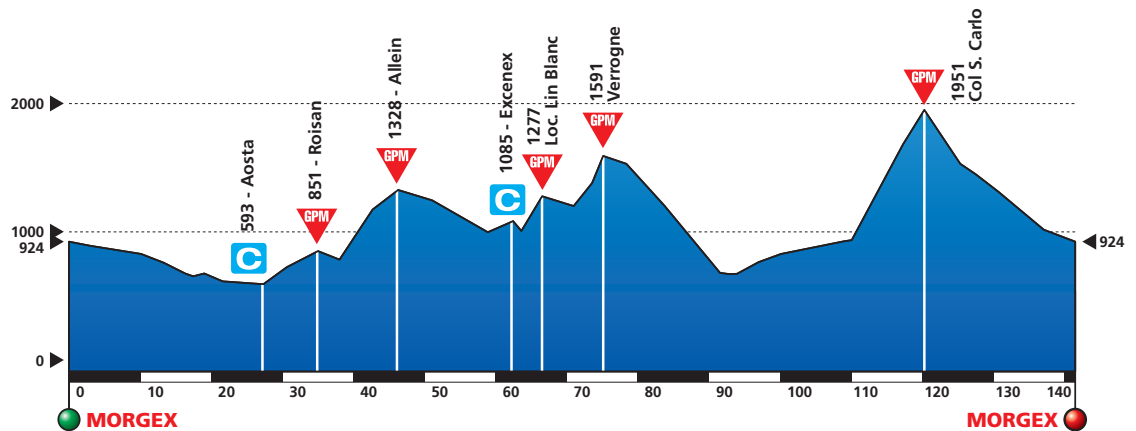 593 - Aosta
C
851 - Roisan
GPM
1328 - Allein
GPM
1085 - Excenex
C
1277
Loc. Lin Blanc
GPM
1591
Verrogne
GPM
1951
Col S. Carlo
GPM
2000
1000
924
924
0
0 10 20 30 40 50 60 70 80 90 100 110 120 130 140
MORGEX MORGEX